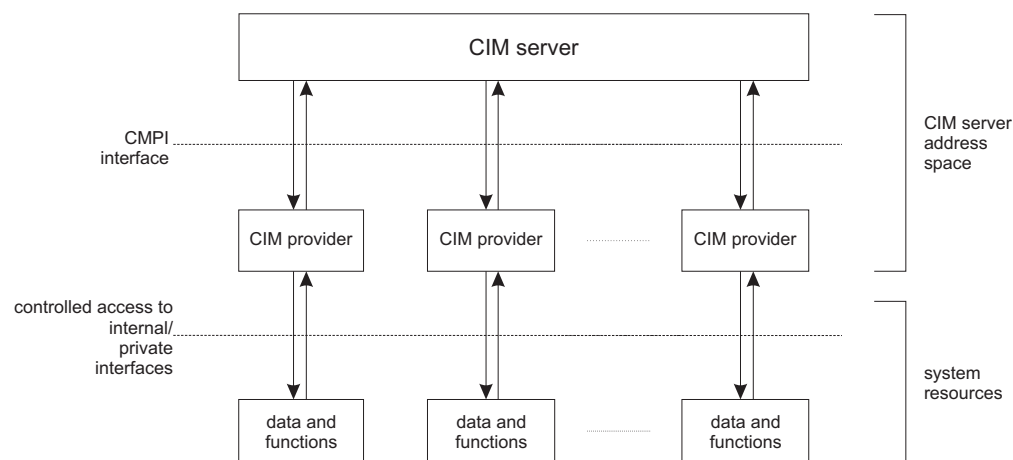 CIM server
CMPI
interface
CIM server
address
space
CIM provider
CIM provider
CIM provider
controlled access to
internal/
private
interfaces
system
resources
data and
functions
data and
functions
data and
functions